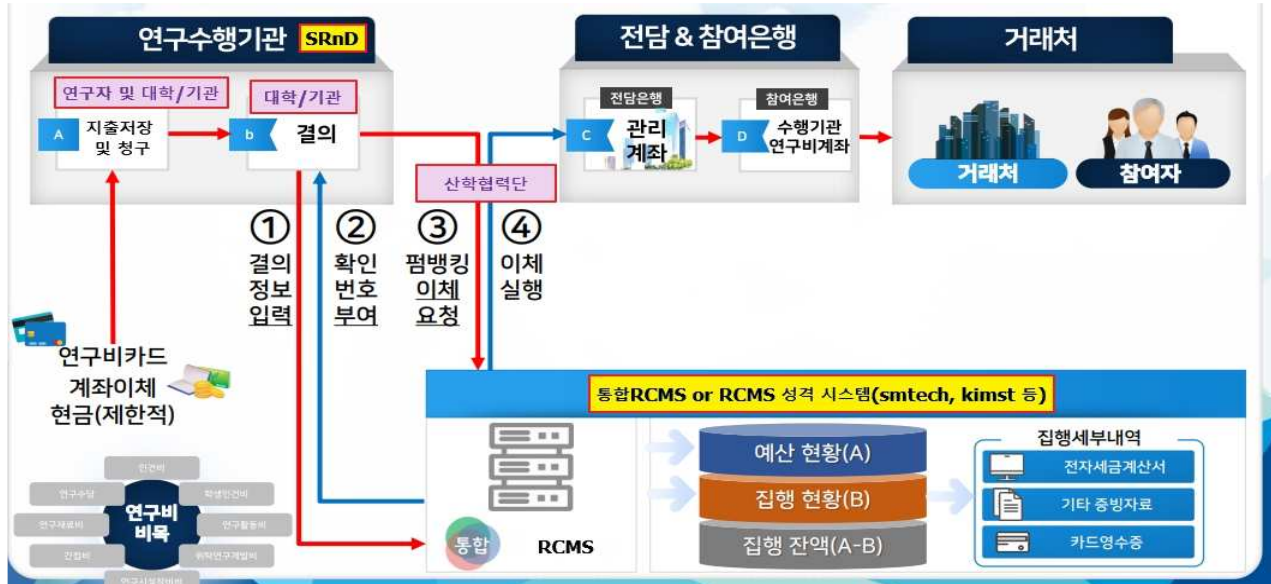 연구수행기관 SRnD
전담 & 참여은행
거래처
연구자 및 대학/기관
대학/기관
A
지출저장
및 청구
b
결의
전담은행
C
관리
계좌
참여은행
D
수행기관
연구비계좌
거래처
참여자
산학협력단
①
결의
정보
입력
②
확인
번호
부여
③
펌뱅킹
이체
요청
④
이체
실행
연구비카드
계좌이체
현금(제한적)
통합RCMS or RCMS 성격 시스템(smtech, kimst 등)
통합
RCMS
예산 현황(A)
집행 현황(B)
집행 잔액(A-B)
집행세부내역
전자세금계산서
기타 증빙자료
카드영수증
인건비
연구수당
학생인건비
연구재료비
연구비
비목
연구활동비
간접비
위탁연구개발비